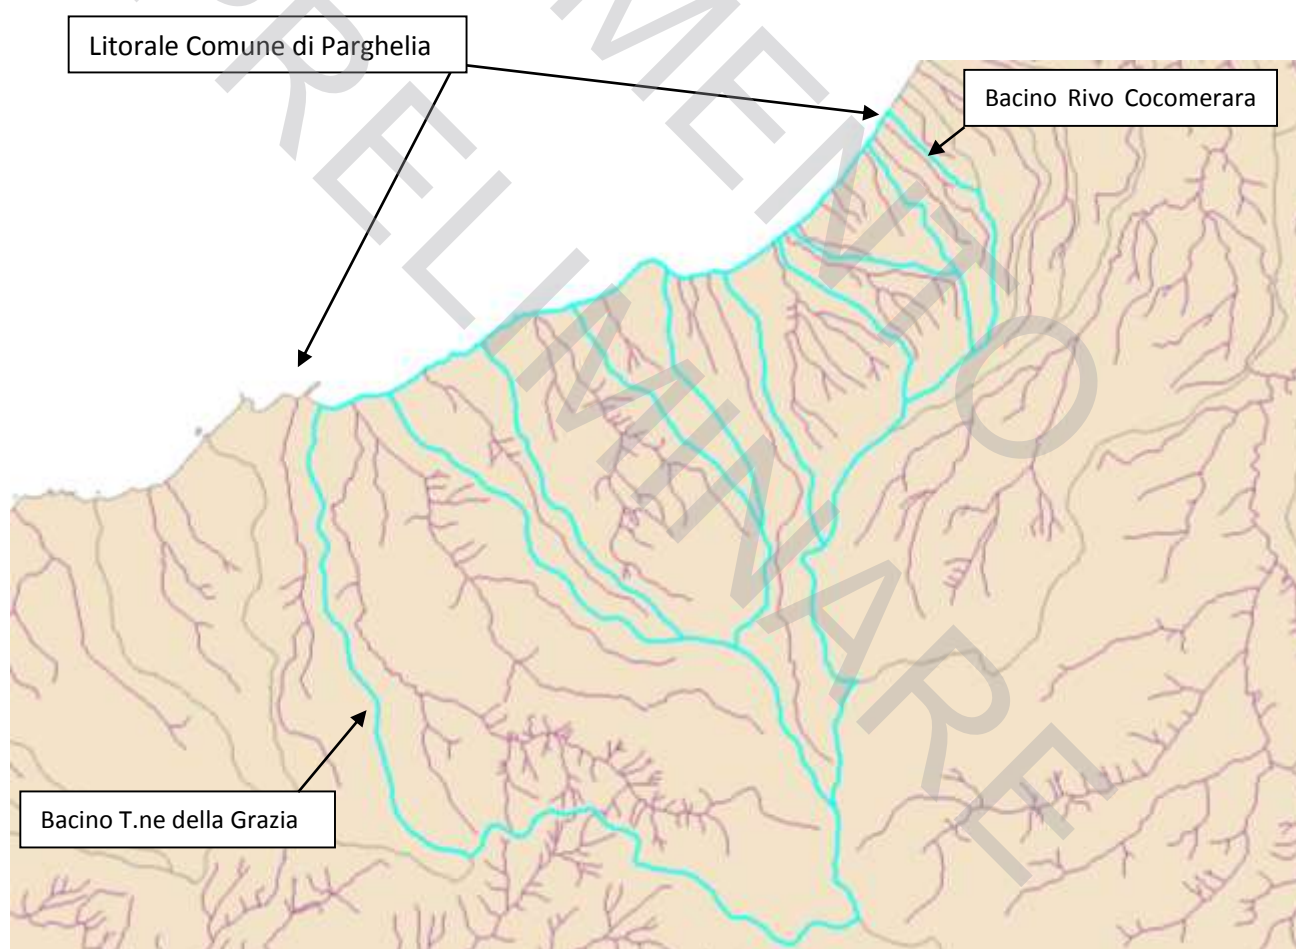 Litorale Comune di Parghelia
Bacino Rivo Cocomerara
Bacino T.ne della Grazia